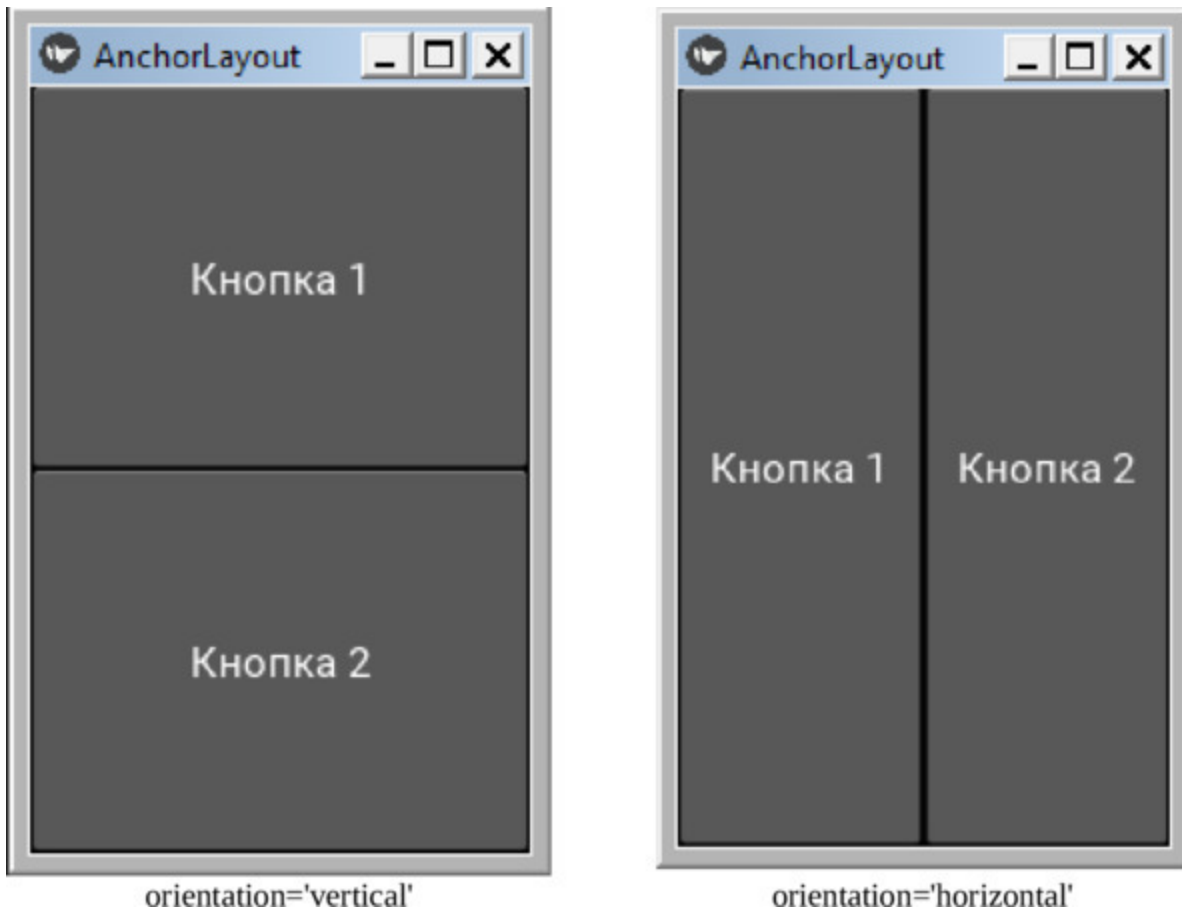 AnchorLayout
Кнопка 1
Кнопка 2
orientation='vertical'
AnchorLayout
Кнопка 1 Кнопка 2
orientation='horizontal'